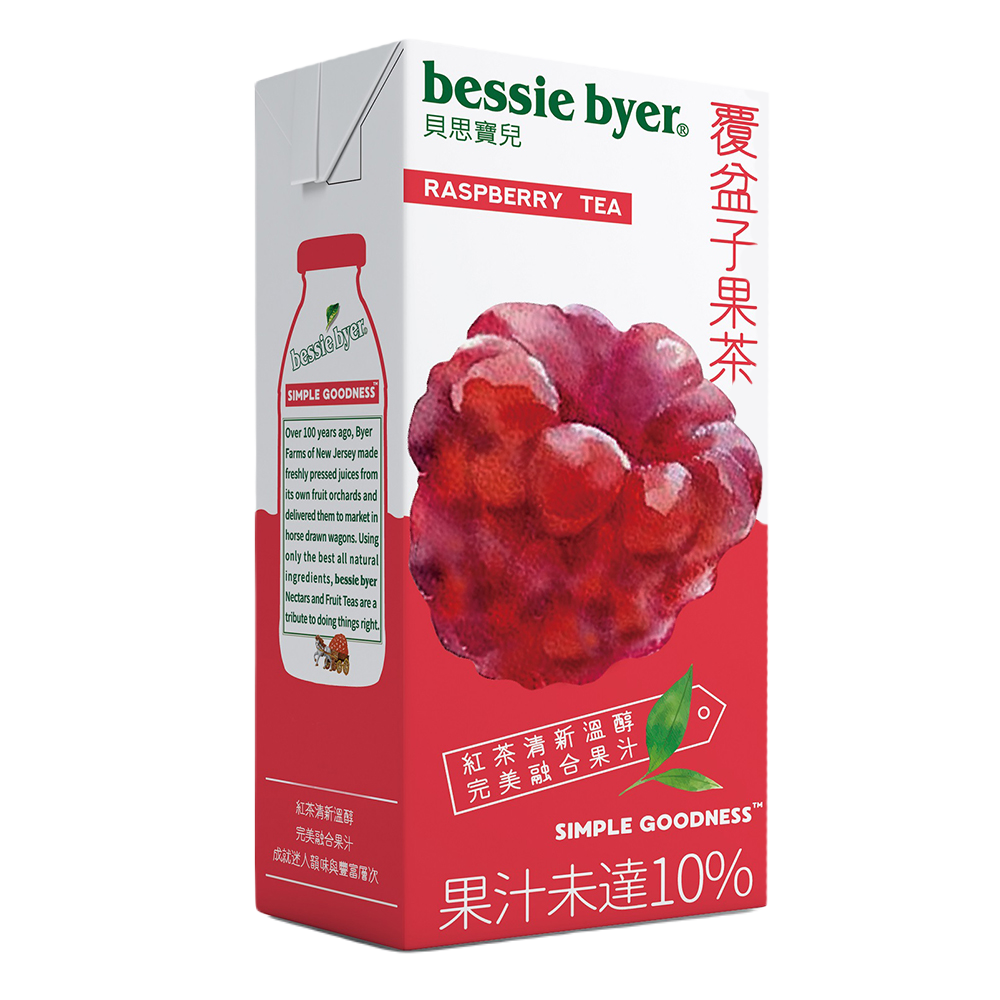 bessie byer®
貝思寶兒
RASPBERRY TEA
覆盆子果茶
紅茶清新溫醇
完美融合果汁
SIMPLE GOODNESS™
果汁未達10%
bessie byer®
SIMPLE GOODNESS™
Over 100 years ago, Byer
Farms of New Jersey made
freshly pressed juices from
its own fruit orchards and
delivered them to market in
horse drawn wagons. Using
only the best all natural
ingredients, bessie byer
Nectars and Fruit Teas are a
tribute to doing things right.
紅茶清新溫醇
完美融合果汁
成就迷人韻味與豐富層次